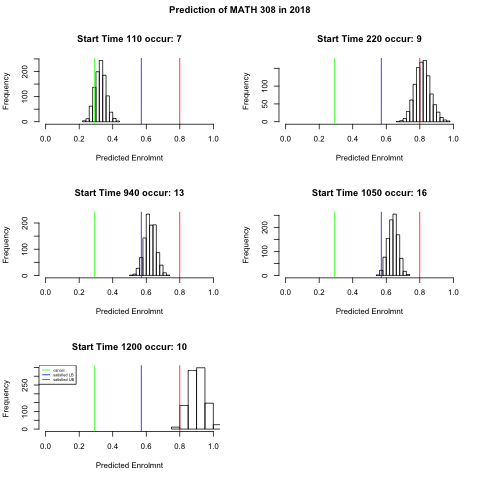 Prediction of MATH 308 in 2018
Start Time 110 occur: 7
Frequency
0 100 200
0.0 0.2 0.4 0.6 0.8 1.0
Predicted Enrolmnt
Start Time 220 occur: 9
Frequency
0 50 150
0.0 0.2 0.4 0.6 0.8 1.0
Predicted Enrolmnt
Start Time 940 occur: 13
Frequency
0 100 200
0.0 0.2 0.4 0.6 0.8 1.0
Predicted Enrolmnt
Start Time 1050 occur: 16
Frequency
0 100 200
0.0 0.2 0.4 0.6 0.8 1.0
Predicted Enrolmnt
Start Time 1200 occur: 10
Frequency
0 100 250
satisfied LB
satisfied UB
0.0 0.2 0.4 0.6 0.8 1.0
Predicted Enrolmnt